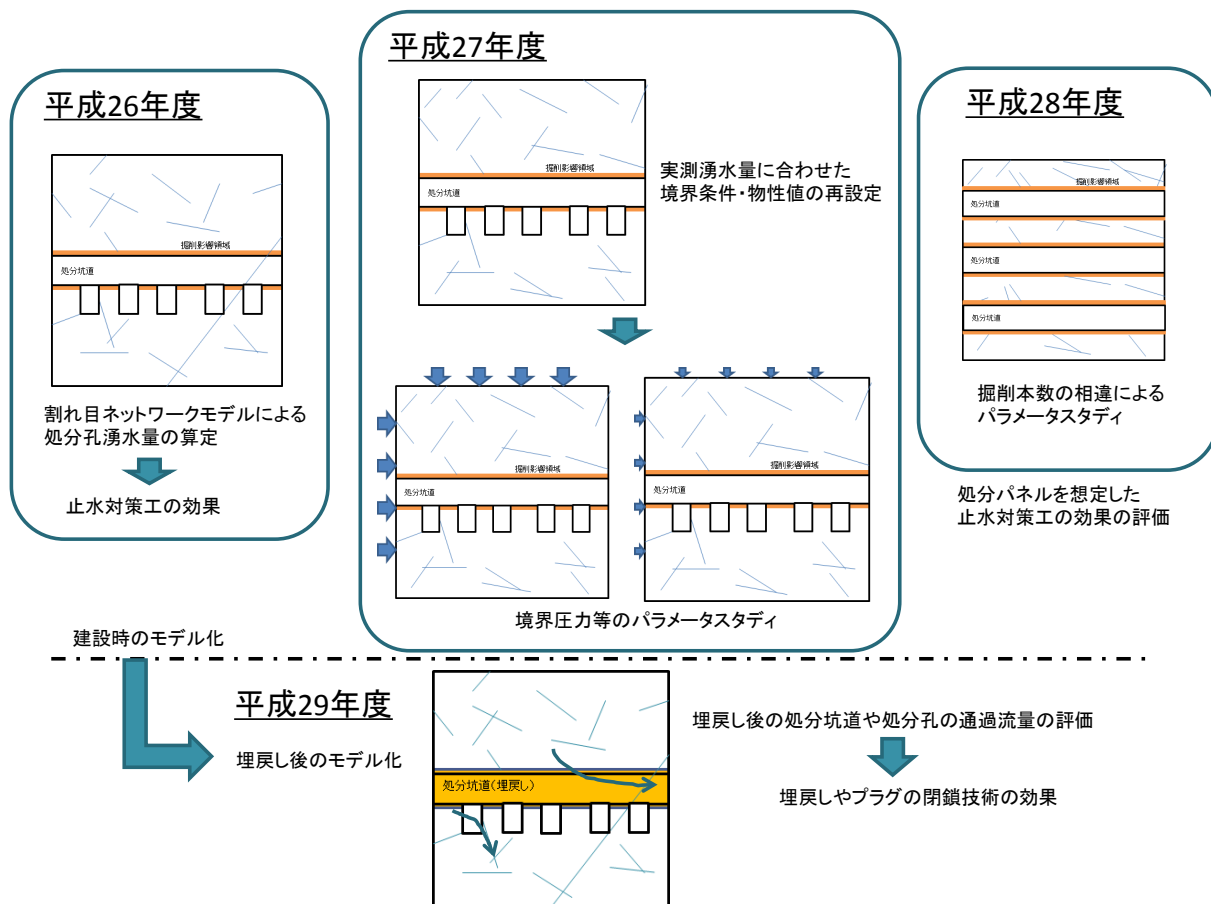 平成26年度
掘削影響領域
処分坑道
割れ目ネットワークモデルによる
処分孔湧水量の算定
止水対策工の効果
平成27年度
掘削影響領域
処分坑道
実測湧水量に合わせた
境界条件・物性値の再設定
掘削影響領域
処分坑道
掘削影響領域
処分坑道
境界圧力等のパラメータスタディ
平成28年度
掘削影響領域
処分坑道
処分坑道
処分坑道
掘削本数の相違による
パラメータスタディ
処分パネルを想定した
止水対策工の効果の評価
建設時のモデル化
平成29年度
埋戻し後のモデル化
処分坑道(埋戻し)
埋戻し後の処分坑道や処分孔の通過流量の評価
埋戻しやプラグの閉鎖技術の効果